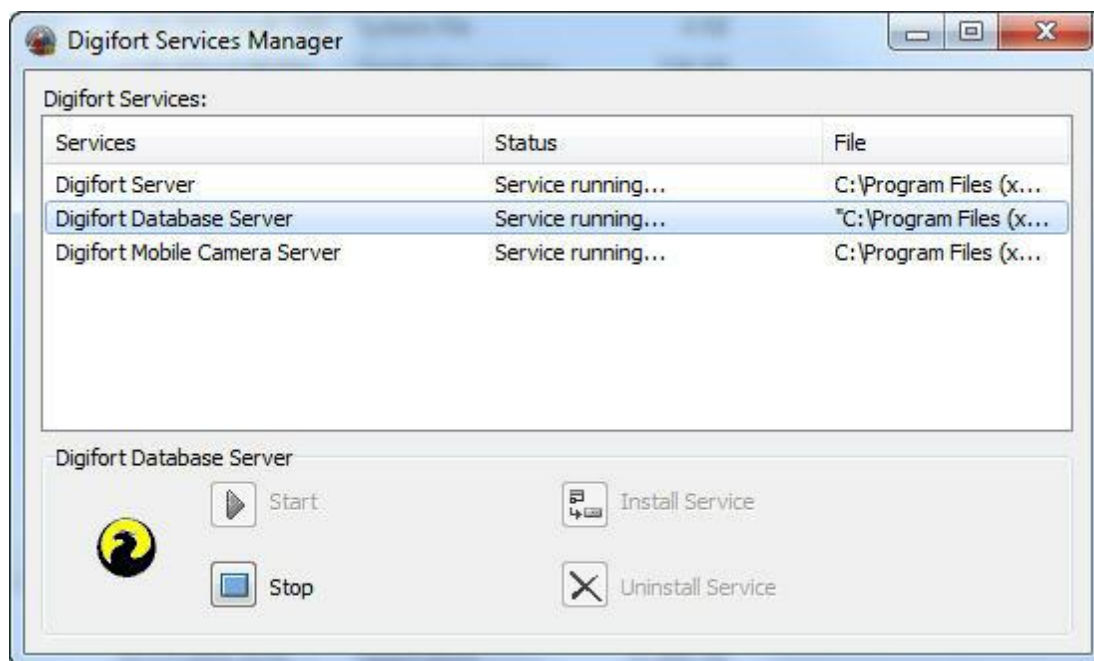 Digifort Services Manager
Digifort Services:
Services Status File
Digifort Server Service running... C:\Program Files (x...
Digifort Database Server Service running... "C:\Program Files (x...
Digifort Mobile Camera Server Service running... C:\Program Files (x...
Digifort Database Server
Start Install Service
Stop Uninstall Service